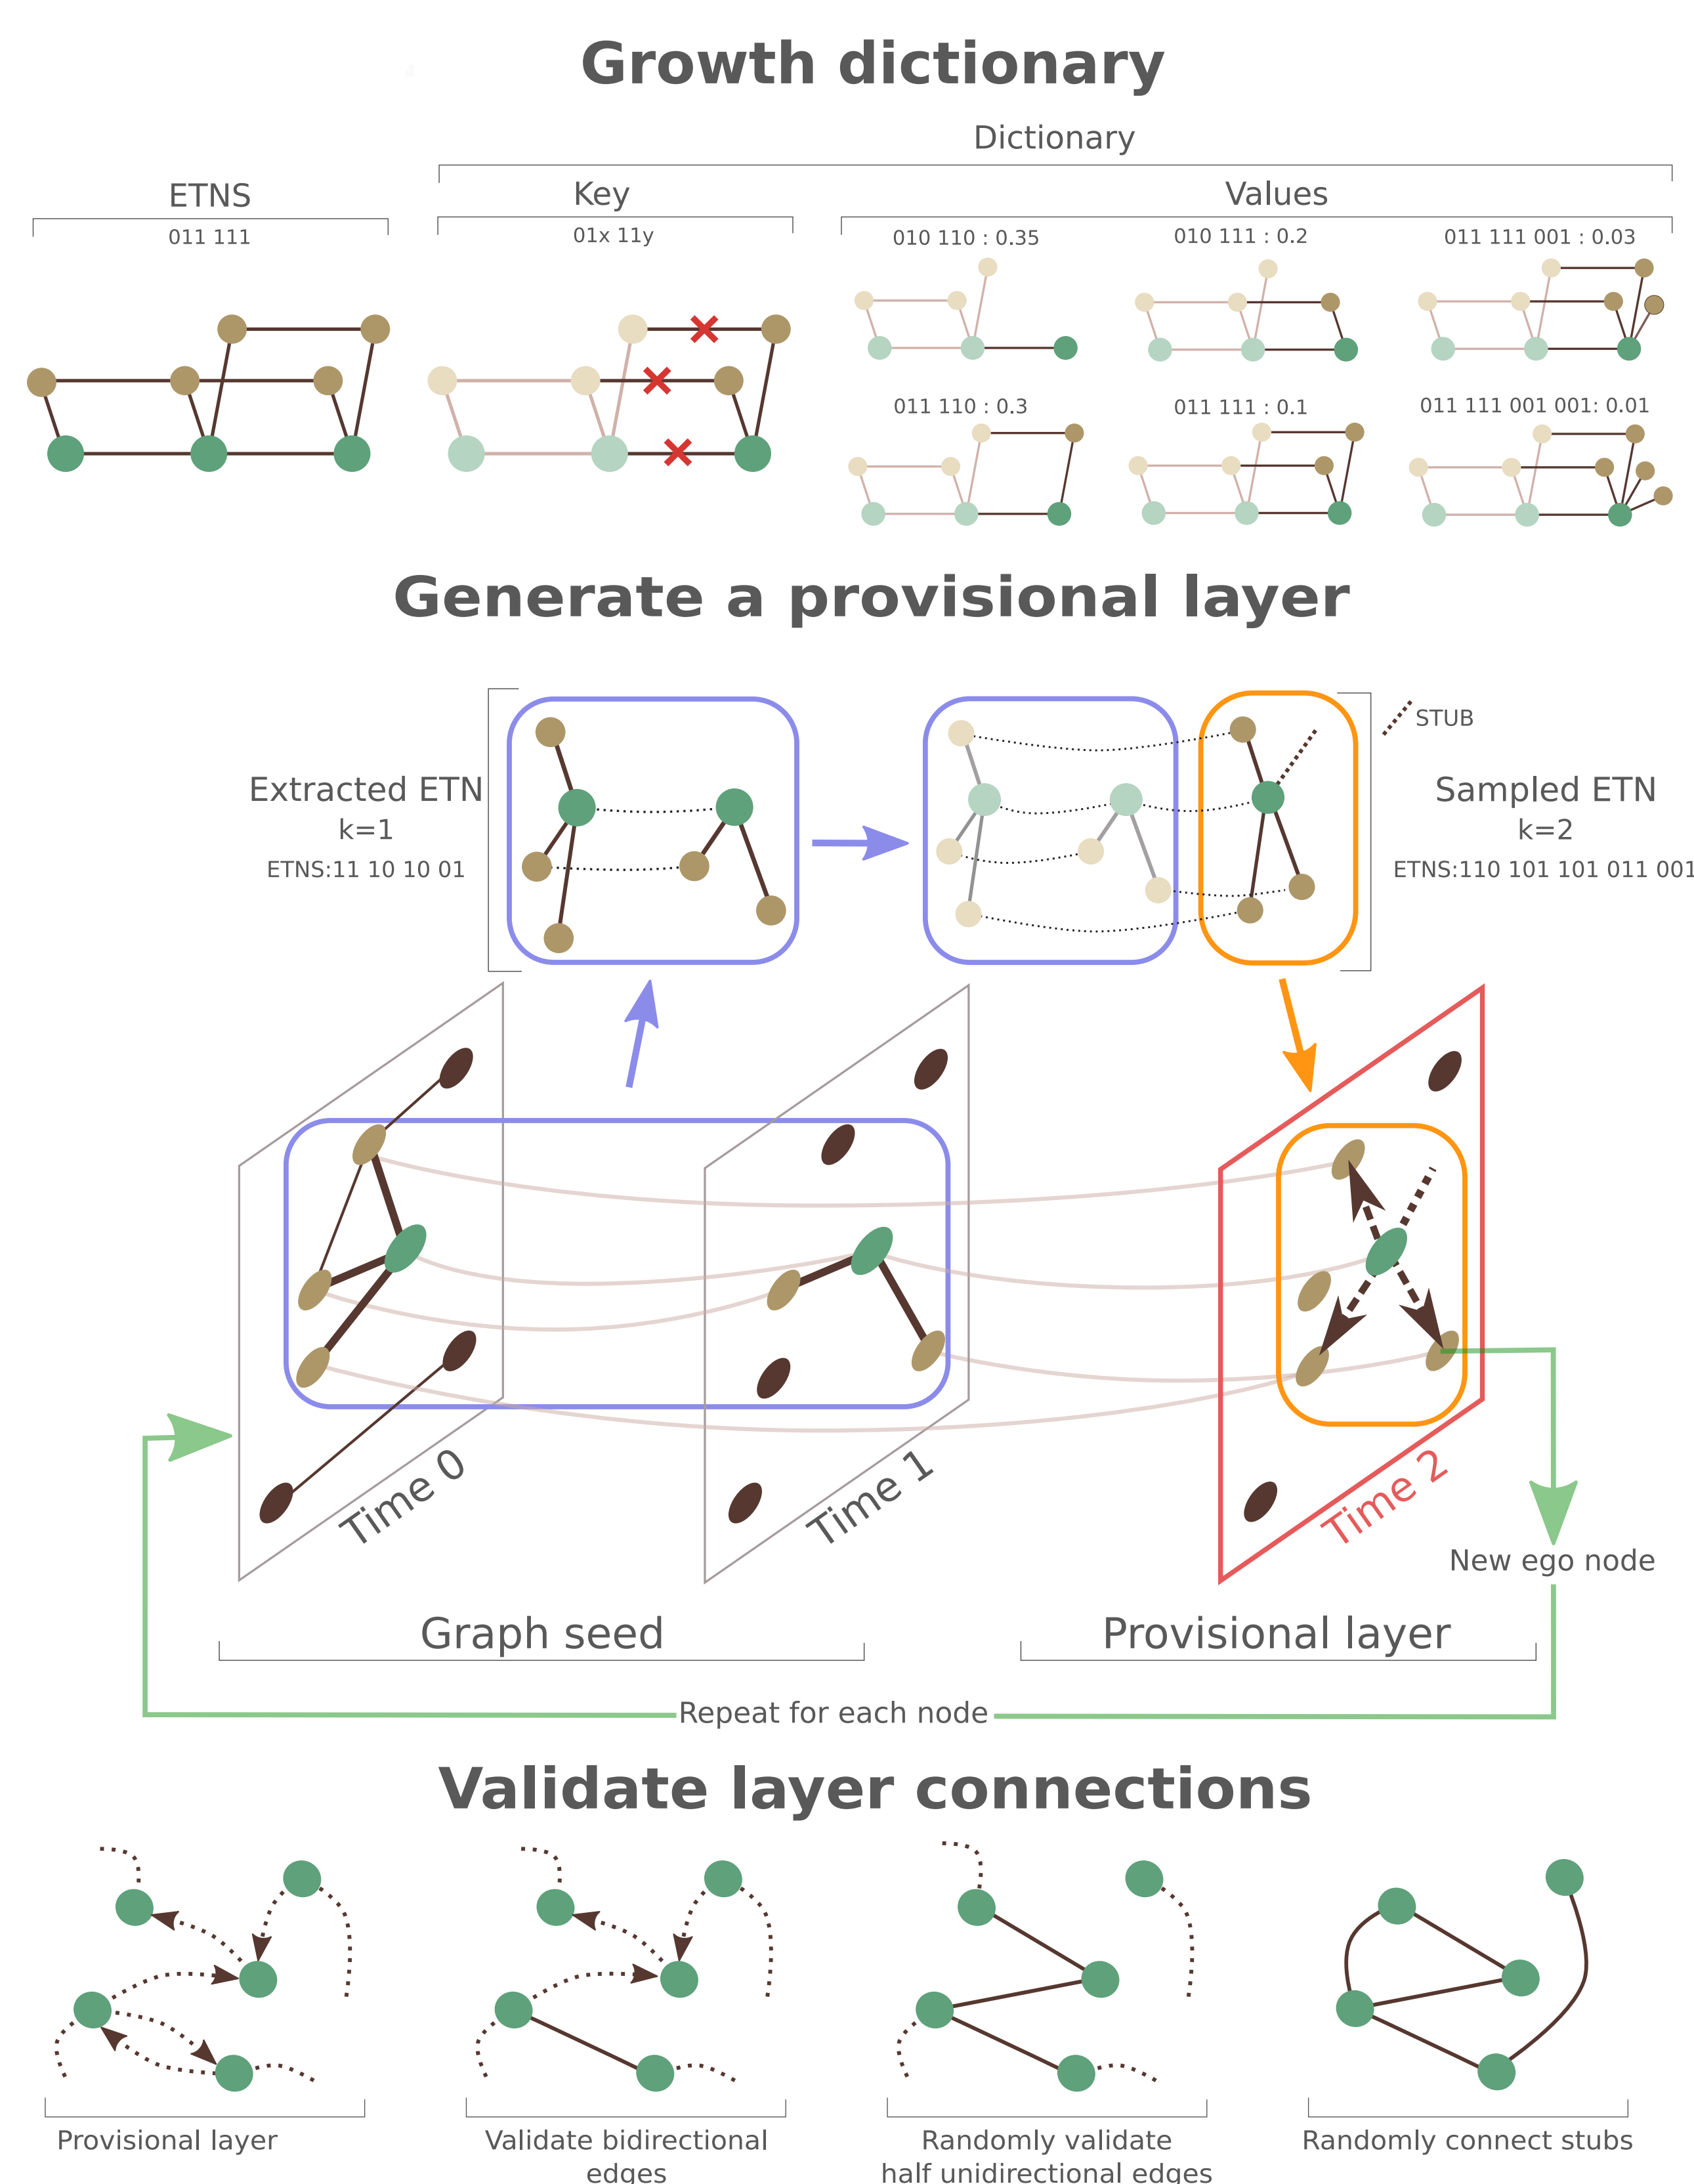 Growth dictionary
Dictionary
ETNS
Key
Values
011 111
01x 11y
010 110 : 0.35
010 111 : 0.2
011 111 001 : 0.03
011 110 : 0.3
011 111 : 0.1
011 111 001 001: 0.01
Generate a provisional layer
STUB
Extracted ETN
k=1
ETNS:11 10 10 01
Sampled ETN
k=2
ETNS:110 101 101 011 001
Time 0
Time 1
Time 2
New ego node
Graph seed
Provisional layer
Repeat for each node
Validate layer connections
Provisional layer
Validate bidirectional
edges
Randomly validate
half unidirectional edges
Randomly connect stubs